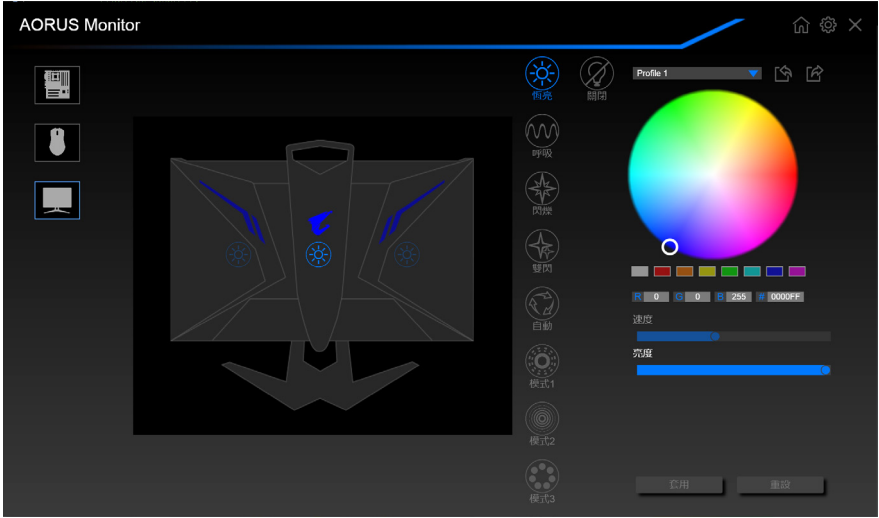 AORUS Monitor
Profile 1
恆亮
關閉
呼吸
閃爍
雙閃
自動
模式1
模式2
模式3
R 0 G 0 B 255 # 0000FF
速度
亮度
套用
重設